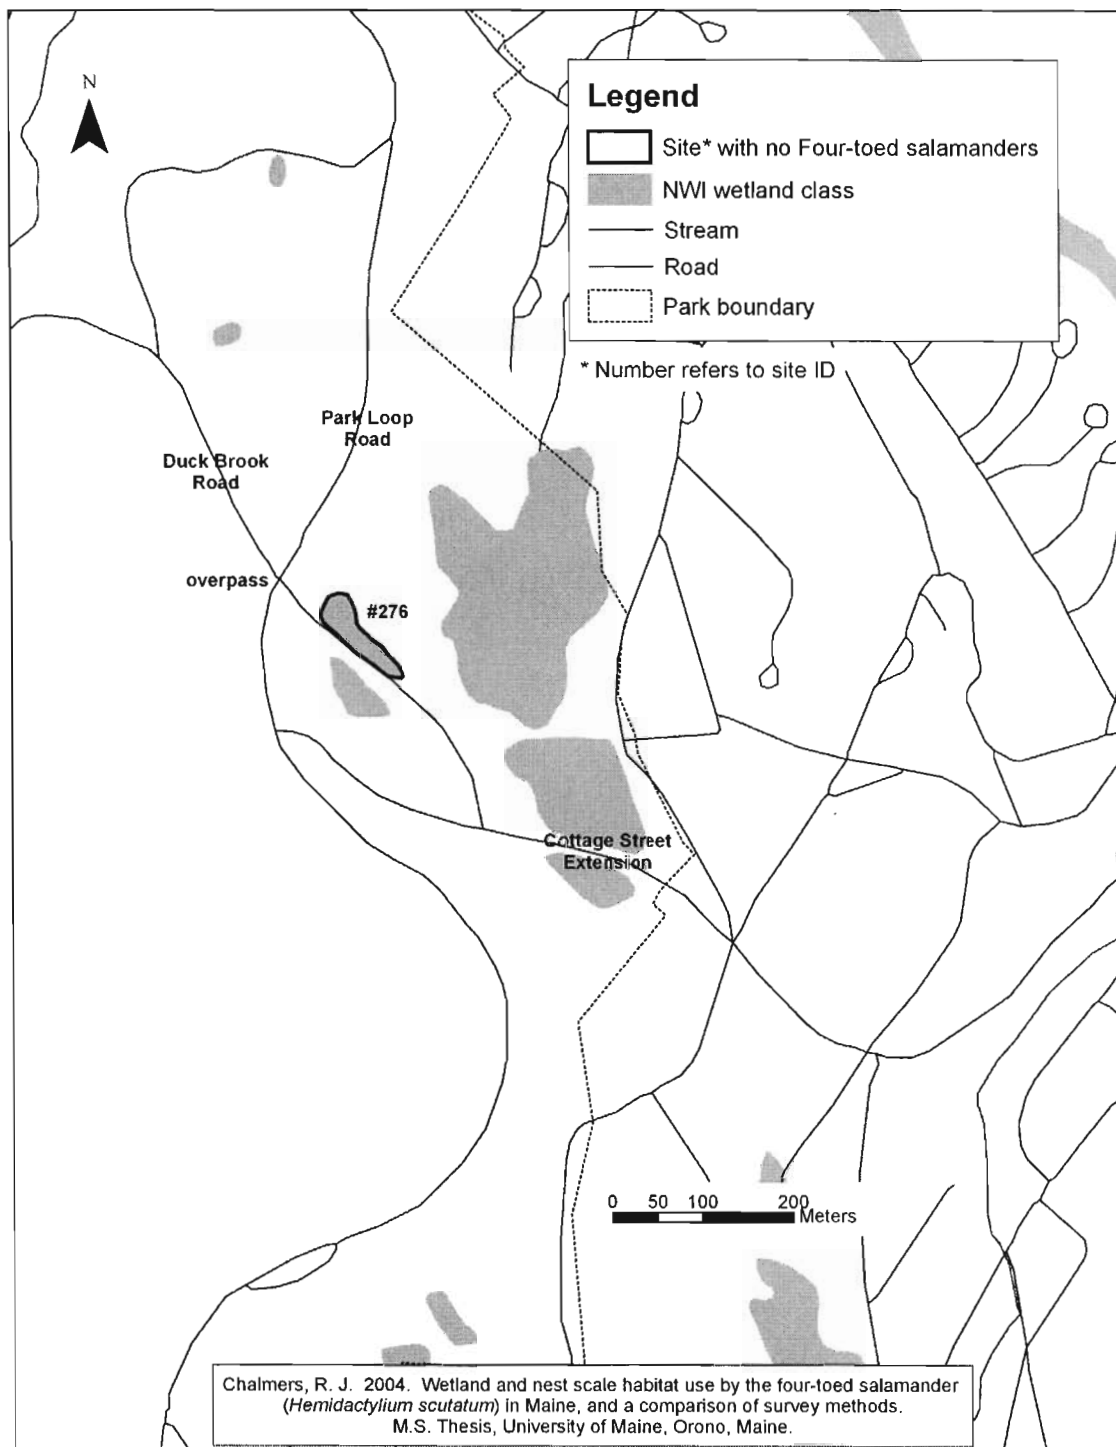 N
Legend
Site* with no Four-toed salamanders
NWI wetland class
Stream
Road
Park boundary
* Number refers to site ID
Park Loop
Road
Duck Brook
Road
overpass
#276
Cottage Street
Extension
0 50 100 200
Meters
Chalmers, R. J. 2004. Wetland and nest scale habitat use by the four-toed salamander
(Hemidactylium scutatum) in Maine, and a comparison of survey methods.
M.S. Thesis, University of Maine, Orono, Maine.